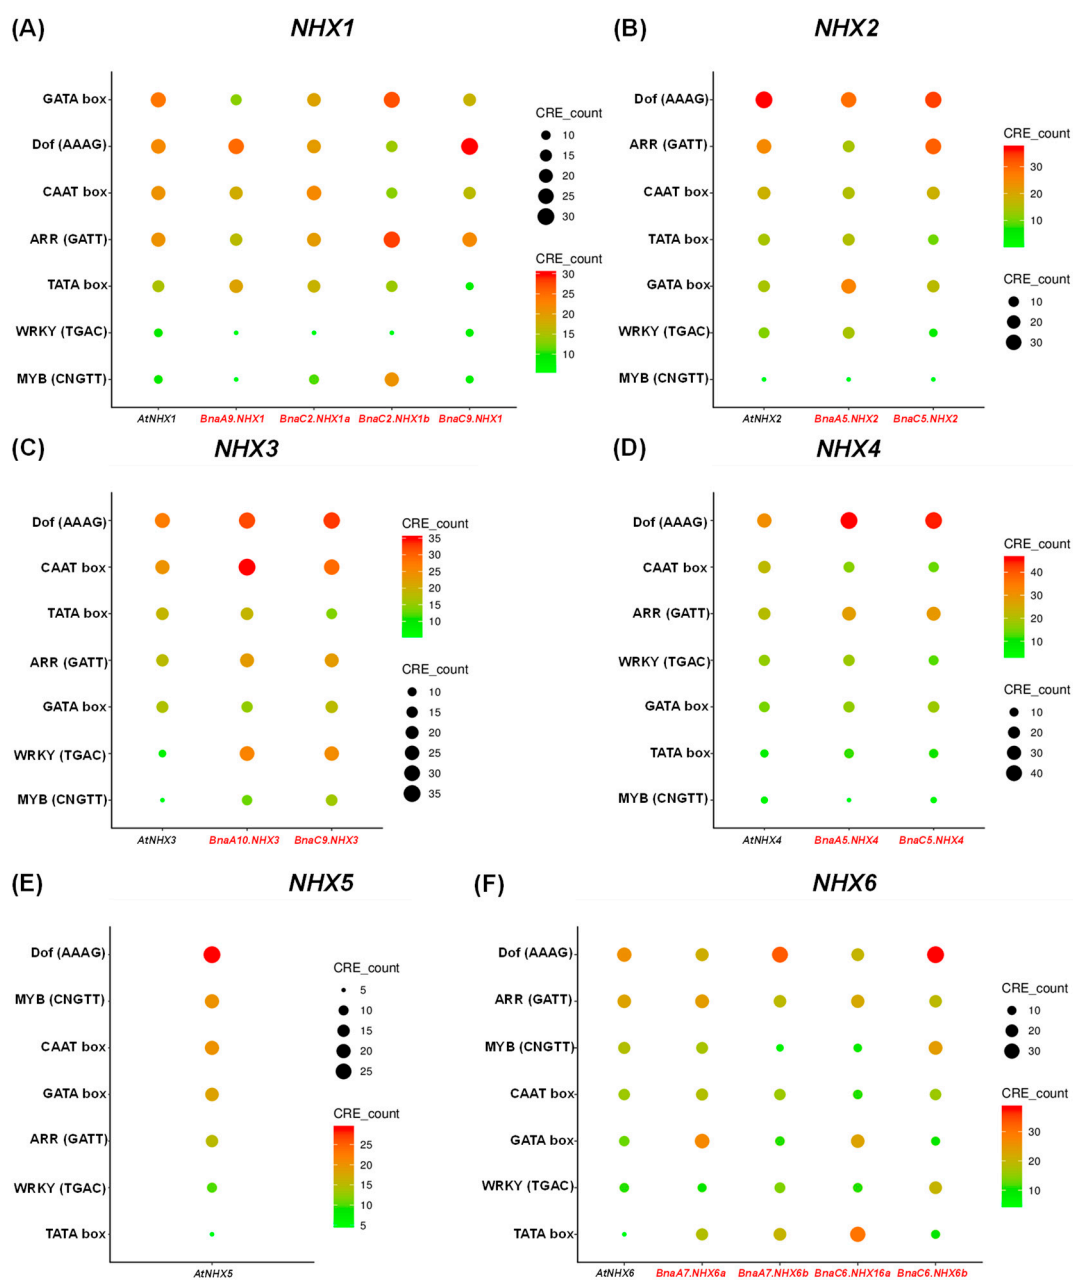 (A) NHX1
GATA box
Dof (AAAG)
CAAT box
ARR (GATT)
TATA box
WRKY (TGAC)
MYB (CNGTT)
AtNHX1 BnaA9.NHX1 BnaC2.NHX1a BnaC2.NHX1b BnaC9.NHX1
CRE_count
10
15
20
25
30
CRE_count
30
25
20
15
10
(B) NHX2
Dof (AAAG)
ARR (GATT)
CAAT box
TATA box
GATA box
WRKY (TGAC)
MYB (CNGTT)
AtNHX2 BnaA5.NHX2 BnaC5.NHX2
CRE_count
30
20
10
CRE_count
10
20
30
(C) NHX3
Dof (AAAG)
CAAT box
TATA box
ARR (GATT)
GATA box
WRKY (TGAC)
MYB (CNGTT)
AtNHX3 BnaA10.NHX3 BnaC9.NHX3
CRE_count
35
30
25
20
15
10
CRE_count
10
15
20
25
30
35
(D) NHX4
Dof (AAAG)
CAAT box
ARR (GATT)
WRKY (TGAC)
GATA box
TATA box
MYB (CNGTT)
AtNHX4 BnaA5.NHX4 BnaC5.NHX4
CRE_count
40
30
20
10
CRE_count
10
20
30
40
(E) NHX5
Dof (AAAG)
MYB (CNGTT)
CAAT box
GATA box
ARR (GATT)
WRKY (TGAC)
TATA box
AtNHX5
CRE_count
5
10
15
20
25
CRE_count
25
20
15
10
5
(F) NHX6
Dof (AAAG)
ARR (GATT)
MYB (CNGTT)
CAAT box
GATA box
WRKY (TGAC)
TATA box
AtNHX6 BnaA7.NHX6a BnaA7.NHX6b BnaC6.NHX16a BnaC6.NHX6b
CRE_count
10
20
30
CRE_count
30
20
10